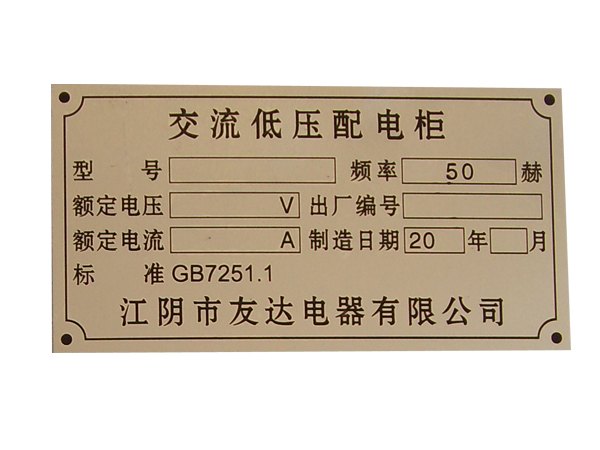 交流低压配电柜
型 号 频率 50 赫
额定电压 V 出厂编号
额定电流 A 制造日期 20 年 月
标 准 GB7251.1
江阴市友达电器有限公司